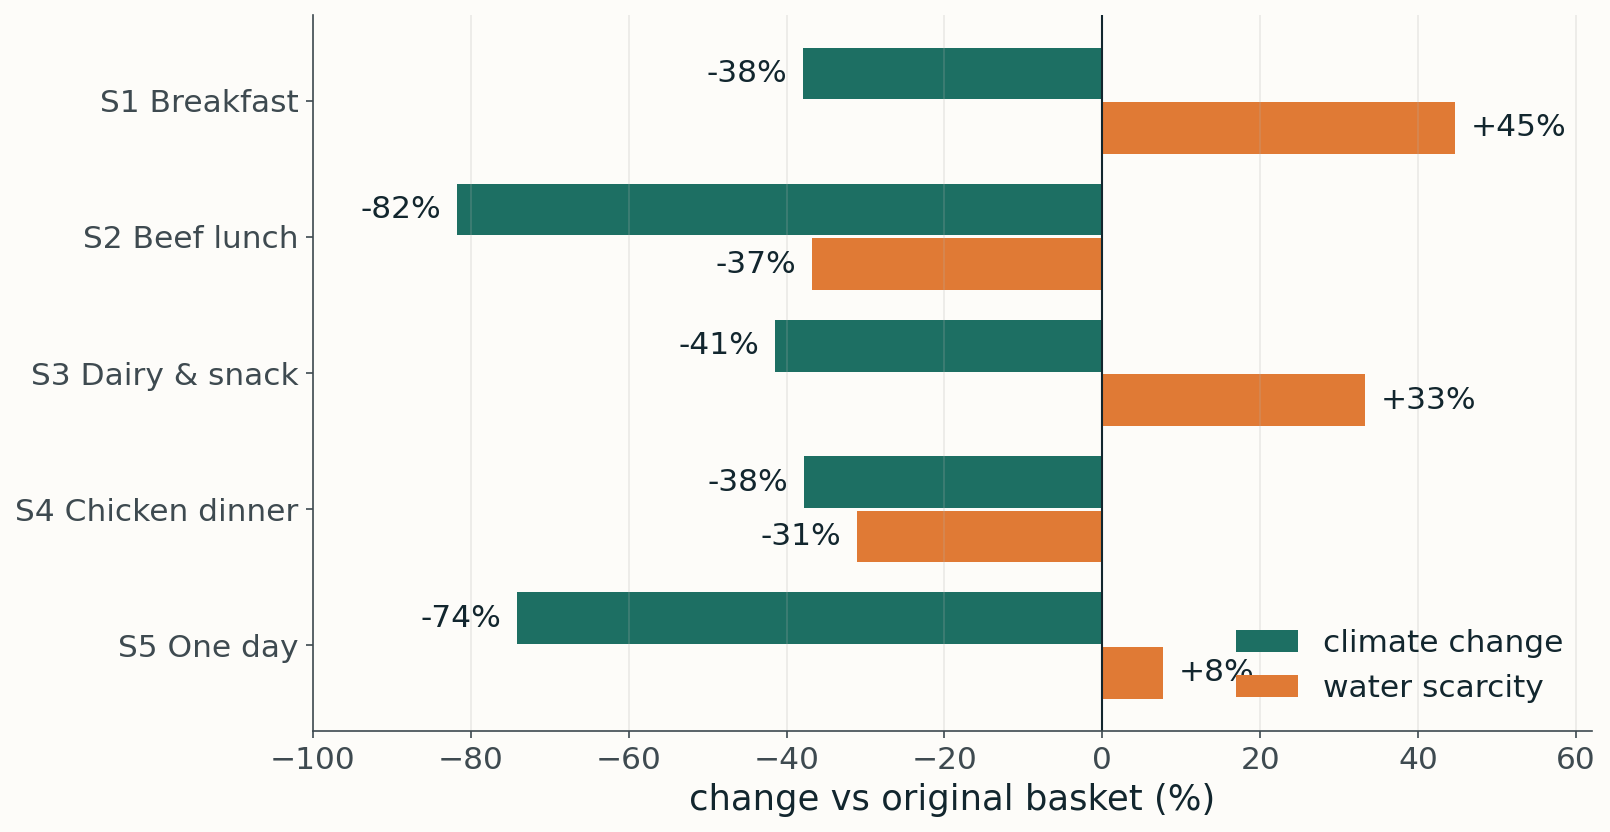 -38%
S1 Breakfast
+45%
-82%
S2 Beef lunch
-37%
-41%
S3 Dairy & snack
+33%
-38%
S4 Chicken dinner
-31%
-74%
S5 One day
+8%
climate change
water scarcity
−100 −80 −60 −40 −20 0 20 40 60
change vs original basket (%)